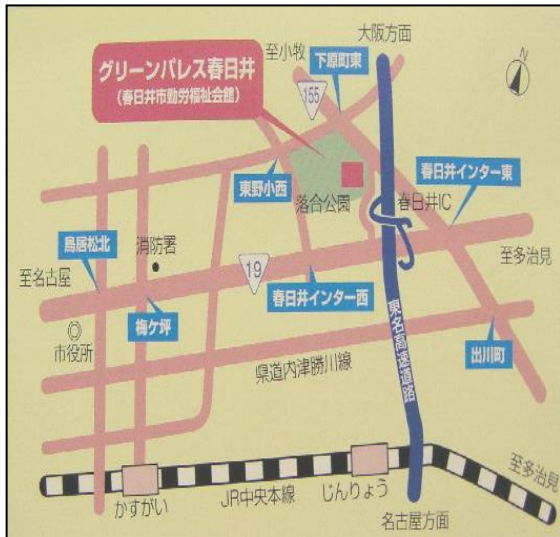 大阪方面
至小牧
下原町東
N
グリーンパレス春日井
(春日井市勤労福祉会館)
155
春日井インター東
東野小西
落合公園
春日井IC
鳥居松北
消防署
至多治見
至名古屋
19
春日井インター西
梅ケ坪
市役所
東名高速道路
出川町
県道内津勝川線
至多治見
かすがい
JR中央本線
じんりょう
名古屋方面